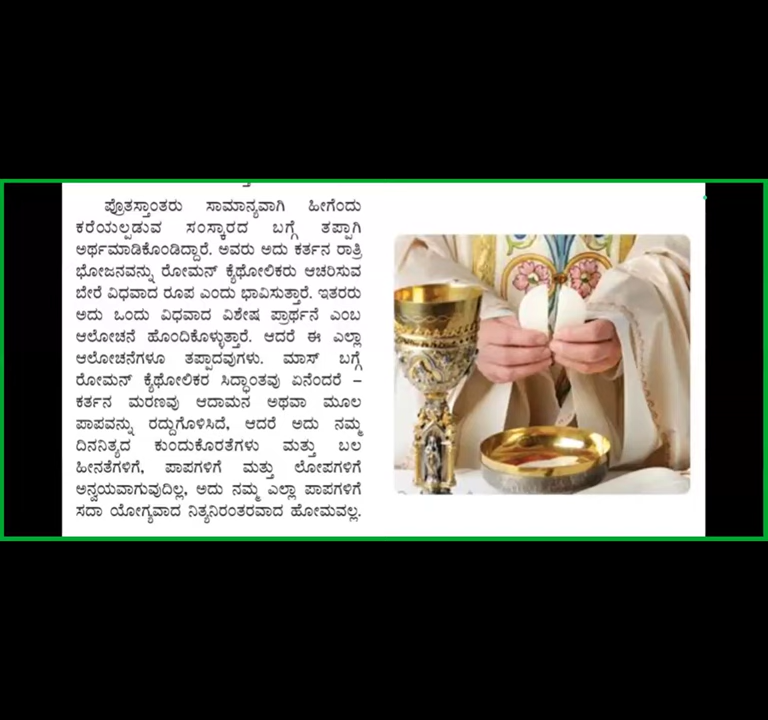 ಪ್ರೊತಸ್ತಾಂತರು ಸಾಮಾನ್ಯವಾಗಿ ಹೀಗೆಂದು
ಕರೆಯಲ್ಪಡುವ ಸಂಸ್ಕಾರದ ಬಗ್ಗೆ ತಪ್ಪಾಗಿ
ಅರ್ಥಮಾಡಿಕೊಂಡಿದ್ದಾರೆ. ಅವರು ಅದು ಕರ್ತನ ರಾತ್ರಿ
ಭೋಜನವನ್ನು ರೋಮನ್ ಕೈಥೋಲಿಕರು ಆಚರಿಸುವ
ಬೇರೆ ವಿಧವಾದ ರೂಪ ಎಂದು ಭಾವಿಸುತ್ತಾರೆ. ಇತರರು
ಅದು ಒಂದು ವಿಧವಾದ ವಿಶೇಷ ಪ್ರಾರ್ಥನೆ ಎಂಬ
ಆಲೋಚನೆ ಹೊಂದಿಕೊಳ್ಳುತ್ತಾರೆ. ಆದರೆ ಈ ಎಲ್ಲಾ
ಆಲೋಚನೆಗಳೂ ತಪ್ಪಾದವುಗಳು. ಮಾಸ್ ಬಗ್ಗೆ
ರೋಮನ್ ಕೈಥೋಲಿಕರ ಸಿದ್ಧಾಂತವು ಏನೆಂದರೆ –
ಕರ್ತನ ಮರಣವು ಆದಾಮನ ಅಥವಾ ಮೂಲ
ಪಾಪವನ್ನು ರದ್ದುಗೊಳಿಸಿದೆ, ಆದರೆ ಅದು ನಮ್ಮ
ದಿನನಿತ್ಯದ ಕುಂದುಕೊರತೆಗಳು ಮತ್ತು ಬಲ
ಹೀನತೆಗಳಿಗೆ, ಪಾಪಗಳಿಗೆ ಮತ್ತು ಲೋಪಗಳಿಗೆ
ಅನ್ವಯವಾಗುವುದಿಲ್ಲ, ಅದು ನಮ್ಮ ಎಲ್ಲಾ ಪಾಪಗಳಿಗೆ
ಸದಾ ಯೋಗ್ಯವಾದ ನಿತ್ಯನಿರಂತರವಾದ ಹೋಮವಲ್ಲ.